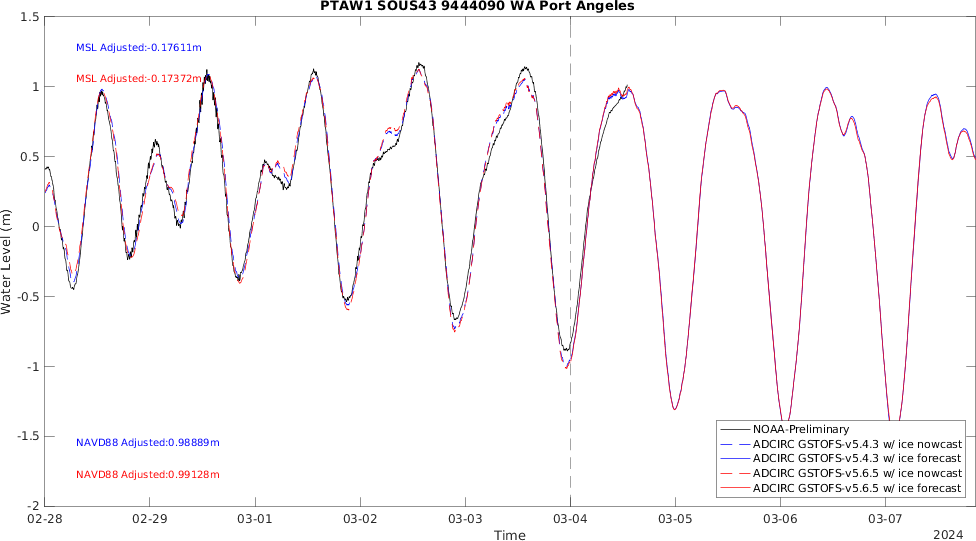 PTAW1 SOUS43 9444090 WA Port Angeles
1.5
MSL Adjusted:-0.17611m
MSL Adjusted:-0.17372m
1
0.5
0
-0.5
-1
-1.5
-2
Water Level (m)
NAVD88 Adjusted:0.98889m
NAVD88 Adjusted:0.99128m
NOAA-Preliminary
ADCIRC GSTOFS-v5.4.3 w/ ice nowcast
ADCIRC GSTOFS-v5.4.3 w/ ice forecast
ADCIRC GSTOFS-v5.6.5 w/ ice nowcast
ADCIRC GSTOFS-v5.6.5 w/ ice forecast
02-28 02-29 03-01 03-02 03-03 03-04 03-05 03-06 03-07
Time
2024